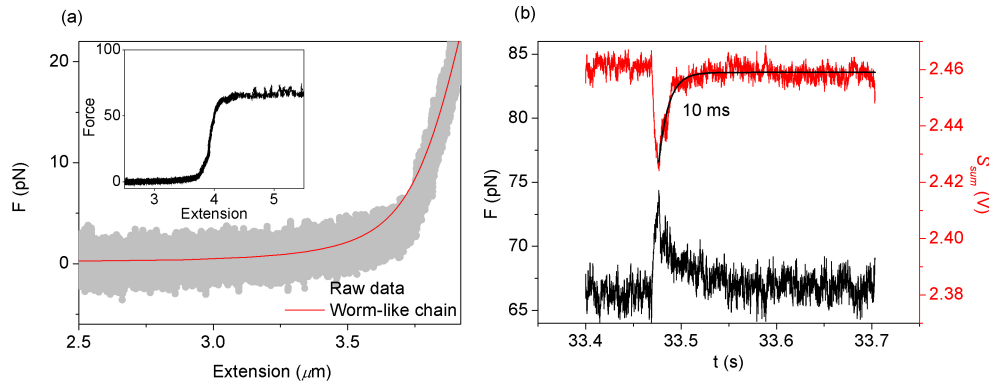 (a)
20
10
0
F (pN)
2.5
3.0
3.5
Extension (μm)
100
50
0
Force
3
4
5
Extension
Raw data
Worm-like chain
(b)
85
80
75
70
65
F (pN)
33.4
33.5
33.6
33.7
t (s)
10 ms
2.46
2.44
2.42
2.40
2.38
Ssum (V)